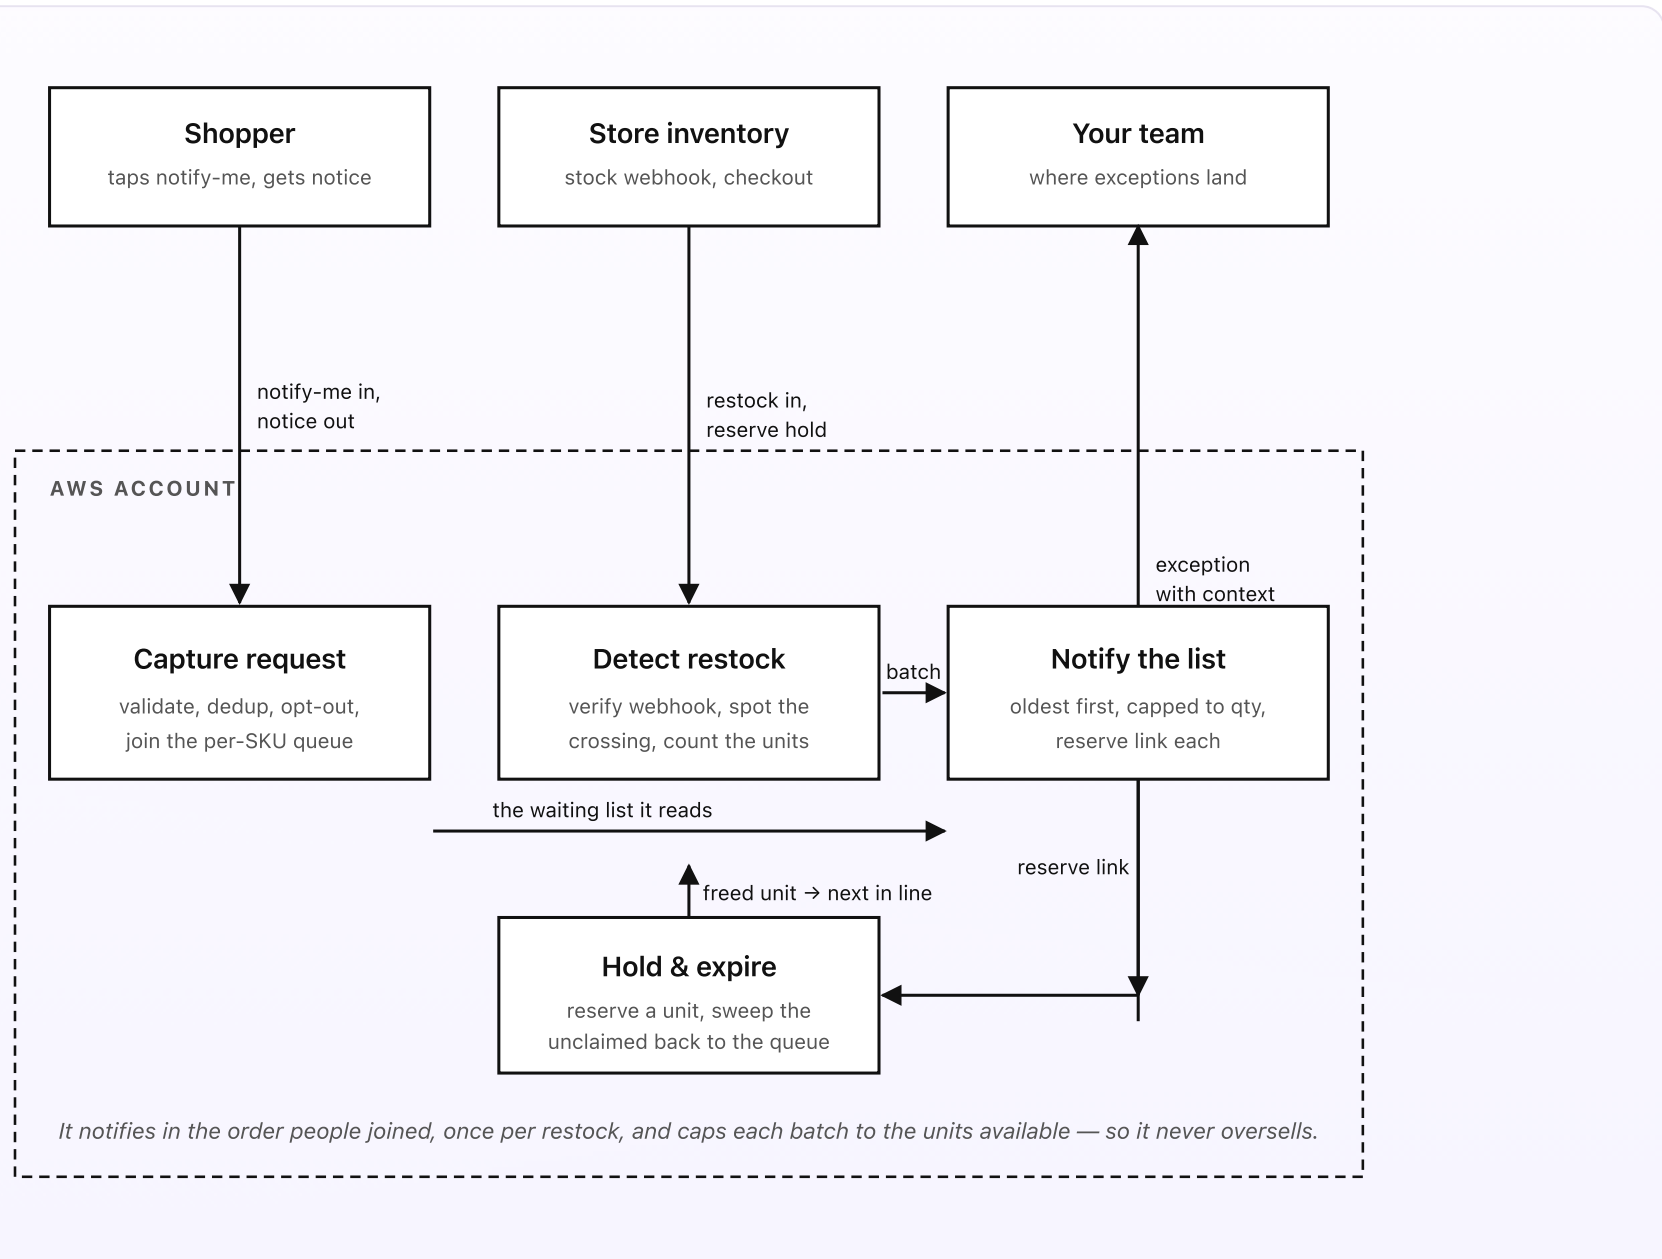 Shopper
taps notify-me, gets notice
Store inventory
stock webhook, checkout
Your team
where exceptions land
notify-me in,
notice out
restock in,
reserve hold
AWS ACCOUNT
exception
with context
Capture request
validate, dedup, opt-out,
join the per-SKU queue
Detect restock
verify webhook, spot the
crossing, count the units
batch
Notify the list
oldest first, capped to qty,
reserve link each
the waiting list it reads
reserve link
freed unit → next in line
Hold & expire
reserve a unit, sweep the
unclaimed back to the queue
It notifies in the order people joined, once per restock, and caps each batch to the units available — so it never oversells.